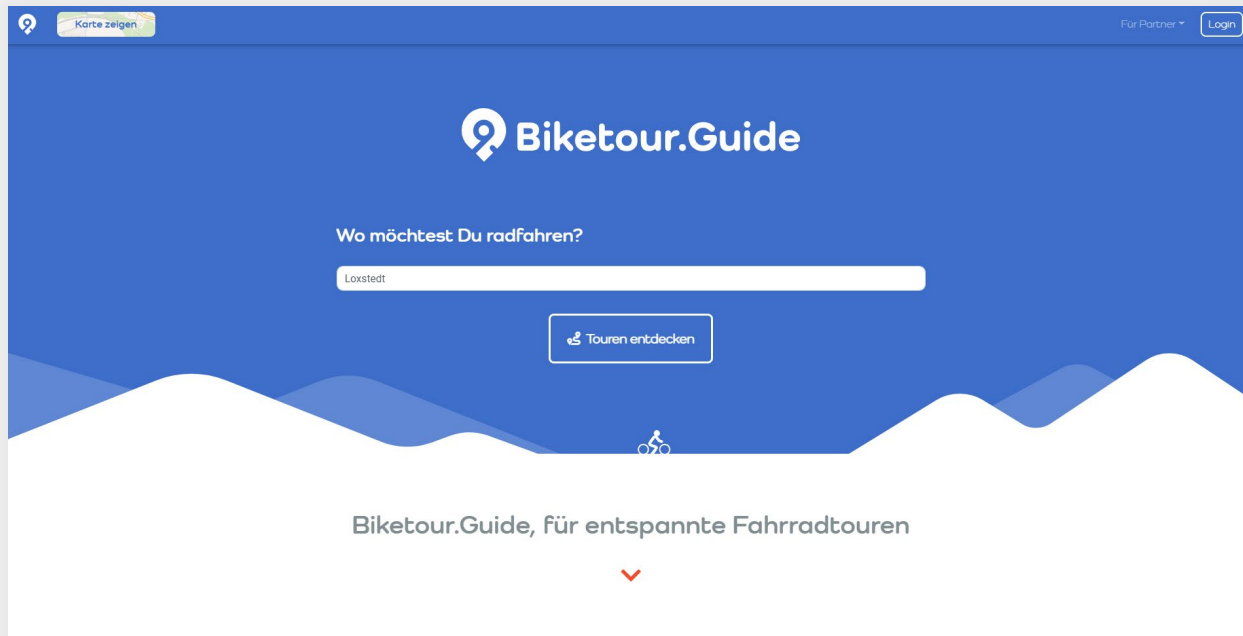 Karte zeigen
Für Partner
Login
Biketour.Guide
Wo möchtest Du radfahren?
Loxstedt
Touren entdecken
Biketour.Guide, für entspannte Fahrradtouren